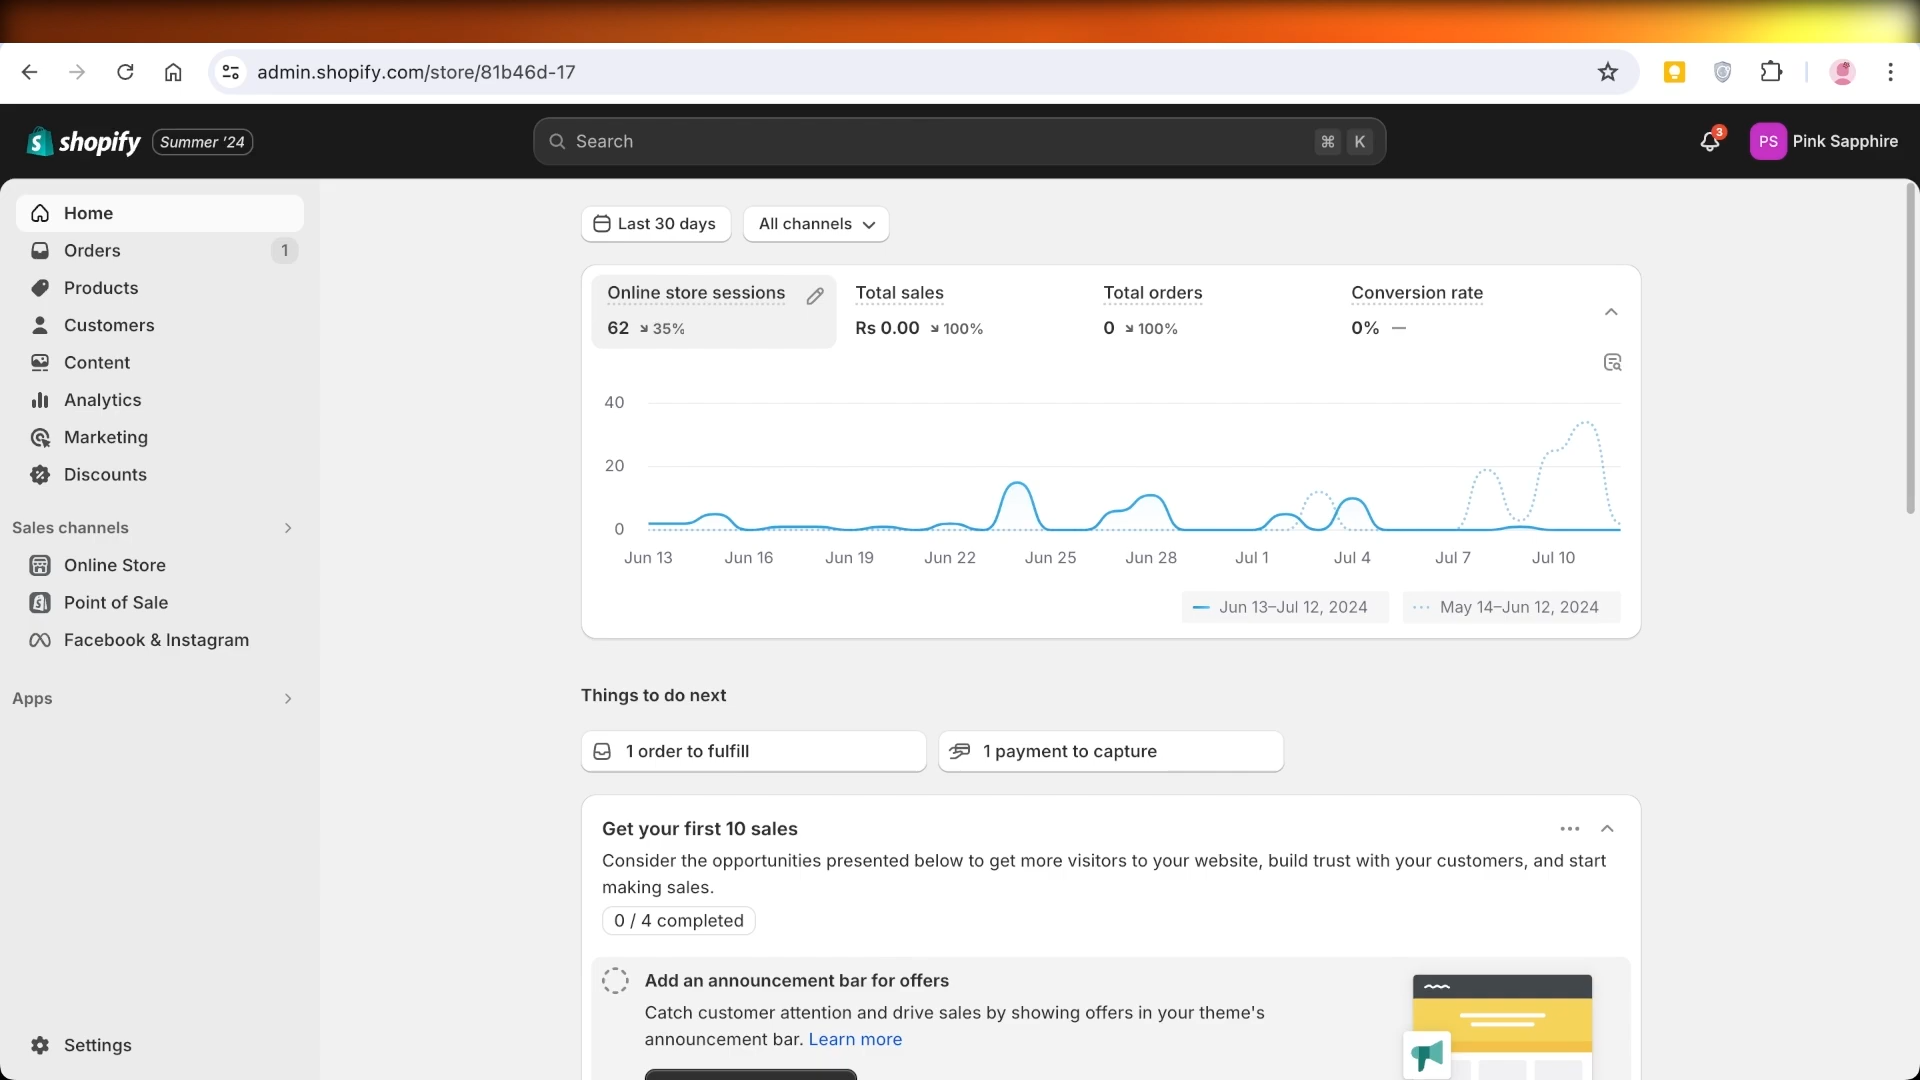 admin.shopify.com/store/81b46d-17
shopify Summer '24
Search ⌘ K
3
PS Pink Sapphire
Home
Orders 1
Products
Customers
Content
Analytics
Marketing
Discounts
Sales channels
Online Store
Point of Sale
Facebook & Instagram
Apps
Settings
Last 30 days All channels
Online store sessions Total sales Total orders Conversion rate
62 ↘ 35% Rs 0.00 ↘ 100% 0 ↘ 100% 0% —
40
20
0
Jun 13 Jun 16 Jun 19 Jun 22 Jun 25 Jun 28 Jul 1 Jul 4 Jul 7 Jul 10
Jun 13–Jul 12, 2024 May 14–Jun 12, 2024
Things to do next
1 order to fulfill 1 payment to capture
Get your first 10 sales
Consider the opportunities presented below to get more visitors to your website, build trust with your customers, and start
making sales.
0 / 4 completed
Add an announcement bar for offers
Catch customer attention and drive sales by showing offers in your theme's
announcement bar. Learn more